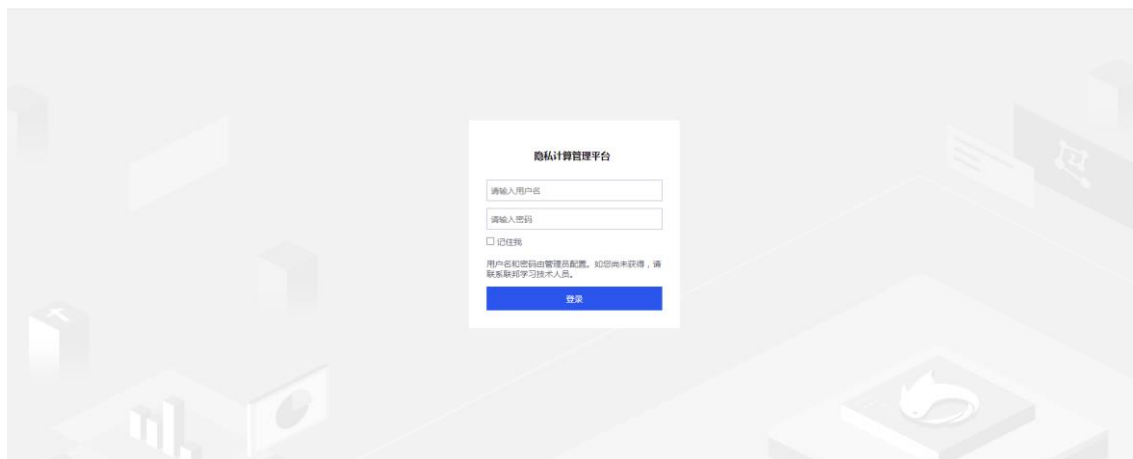 隐私计算管理平台
请输入用户名
请输入密码
记住我
用户名和密码由管理员配置。如您尚未获得，请
联系联邦学习技术人员。
登录